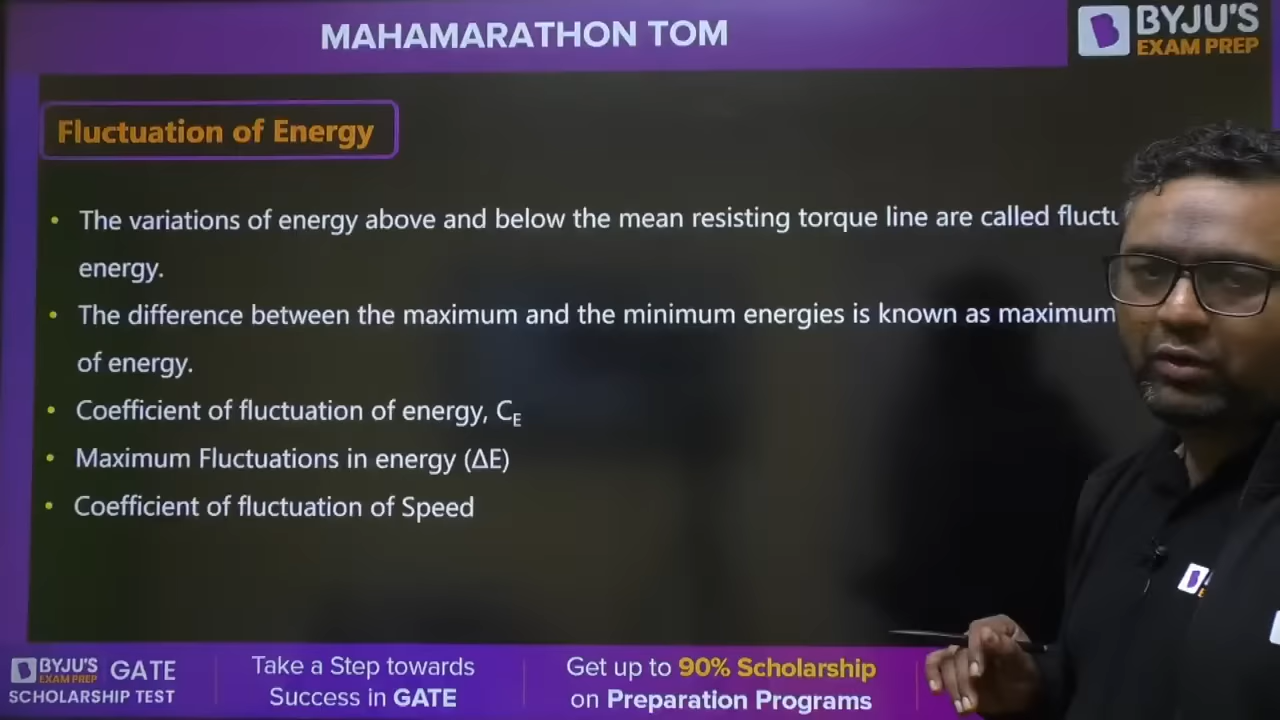 MAHAMARATHON TOM
BYJU'S
EXAM PREP
Fluctuation of Energy
• The variations of energy above and below the mean resisting torque line are called
energy.
• The difference between the maximum and the minimum energies is known as maximum
of energy.
• Coefficient of fluctuation of energy, C_E
• Maximum Fluctuations in energy (ΔE)
• Coefficient of fluctuation of Speed
BYJU'S
EXAM PREP
GATE
SCHOLARSHIP TEST
Take a Step towards
Success in GATE
Get up to 90% Scholarship
on Preparation Programs